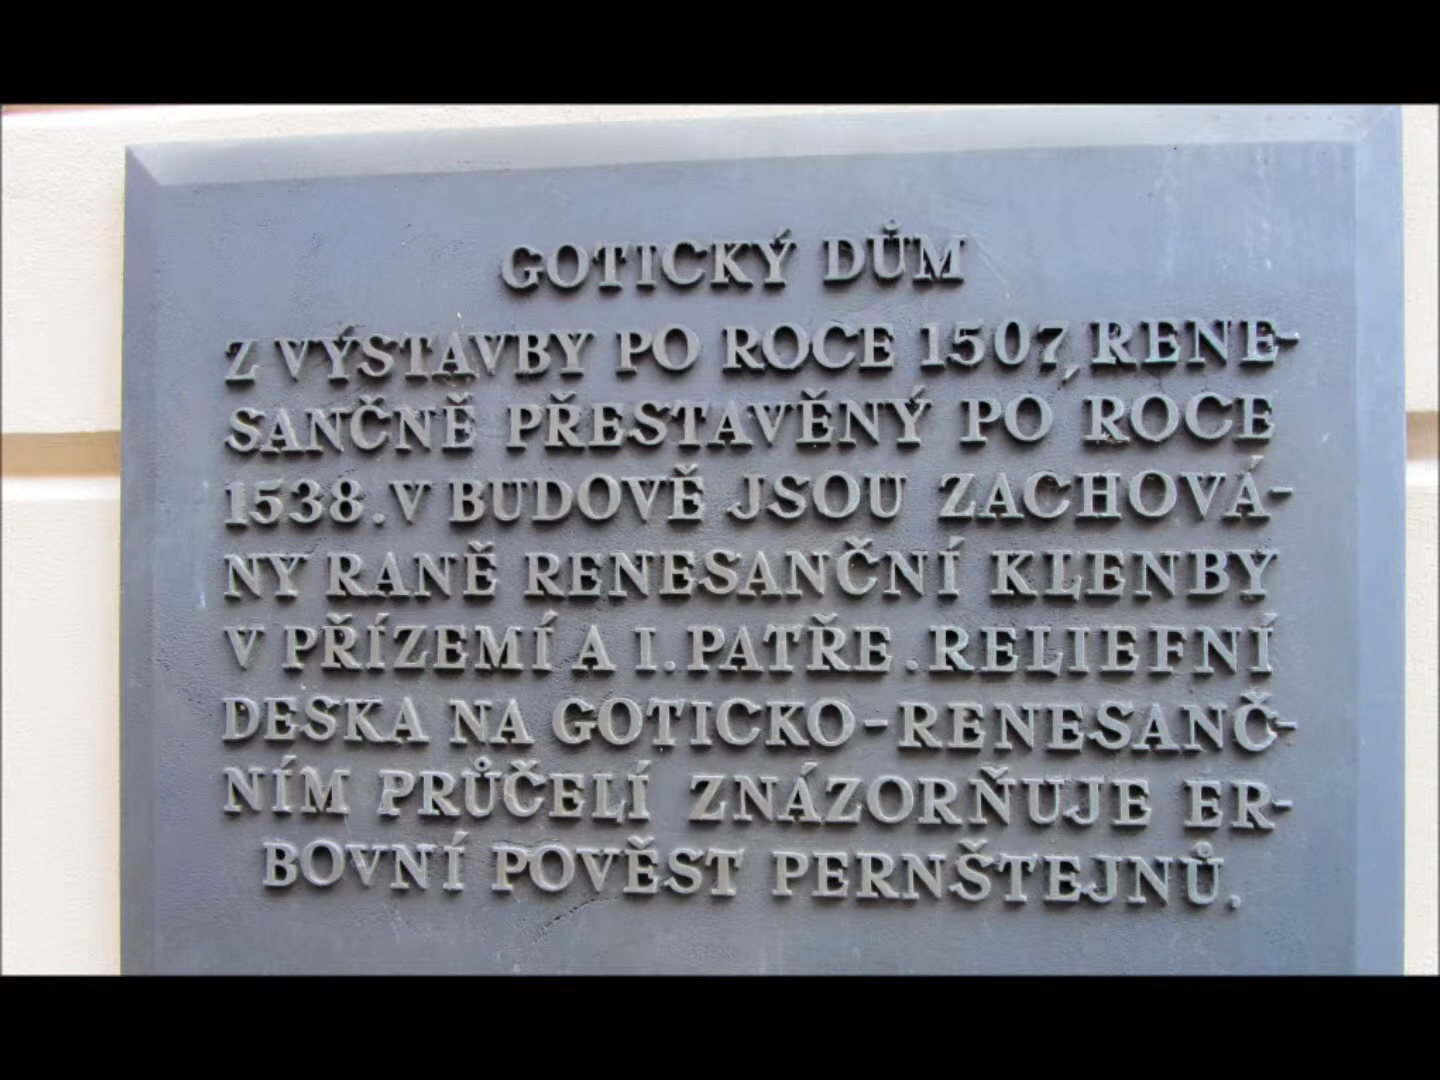 GOTICKÝ DŮM
Z VÝSTAVBY PO ROCE 1507, RENE-
SANČNĚ PŘESTAVĚNÝ PO ROCE
1538. V BUDOVĚ JSOU ZACHOVÁ-
NY RANĚ RENESANČNÍ KLENBY
V PŘÍZEMÍ A I. PATŘE. RELIEFNÍ
DESKA NA GOTICKO-RENESANČ-
NÍM PRŮČELÍ ZNÁZORŇUJE ER-
BOVNÍ POVĚST PERNŠTEJNŮ.